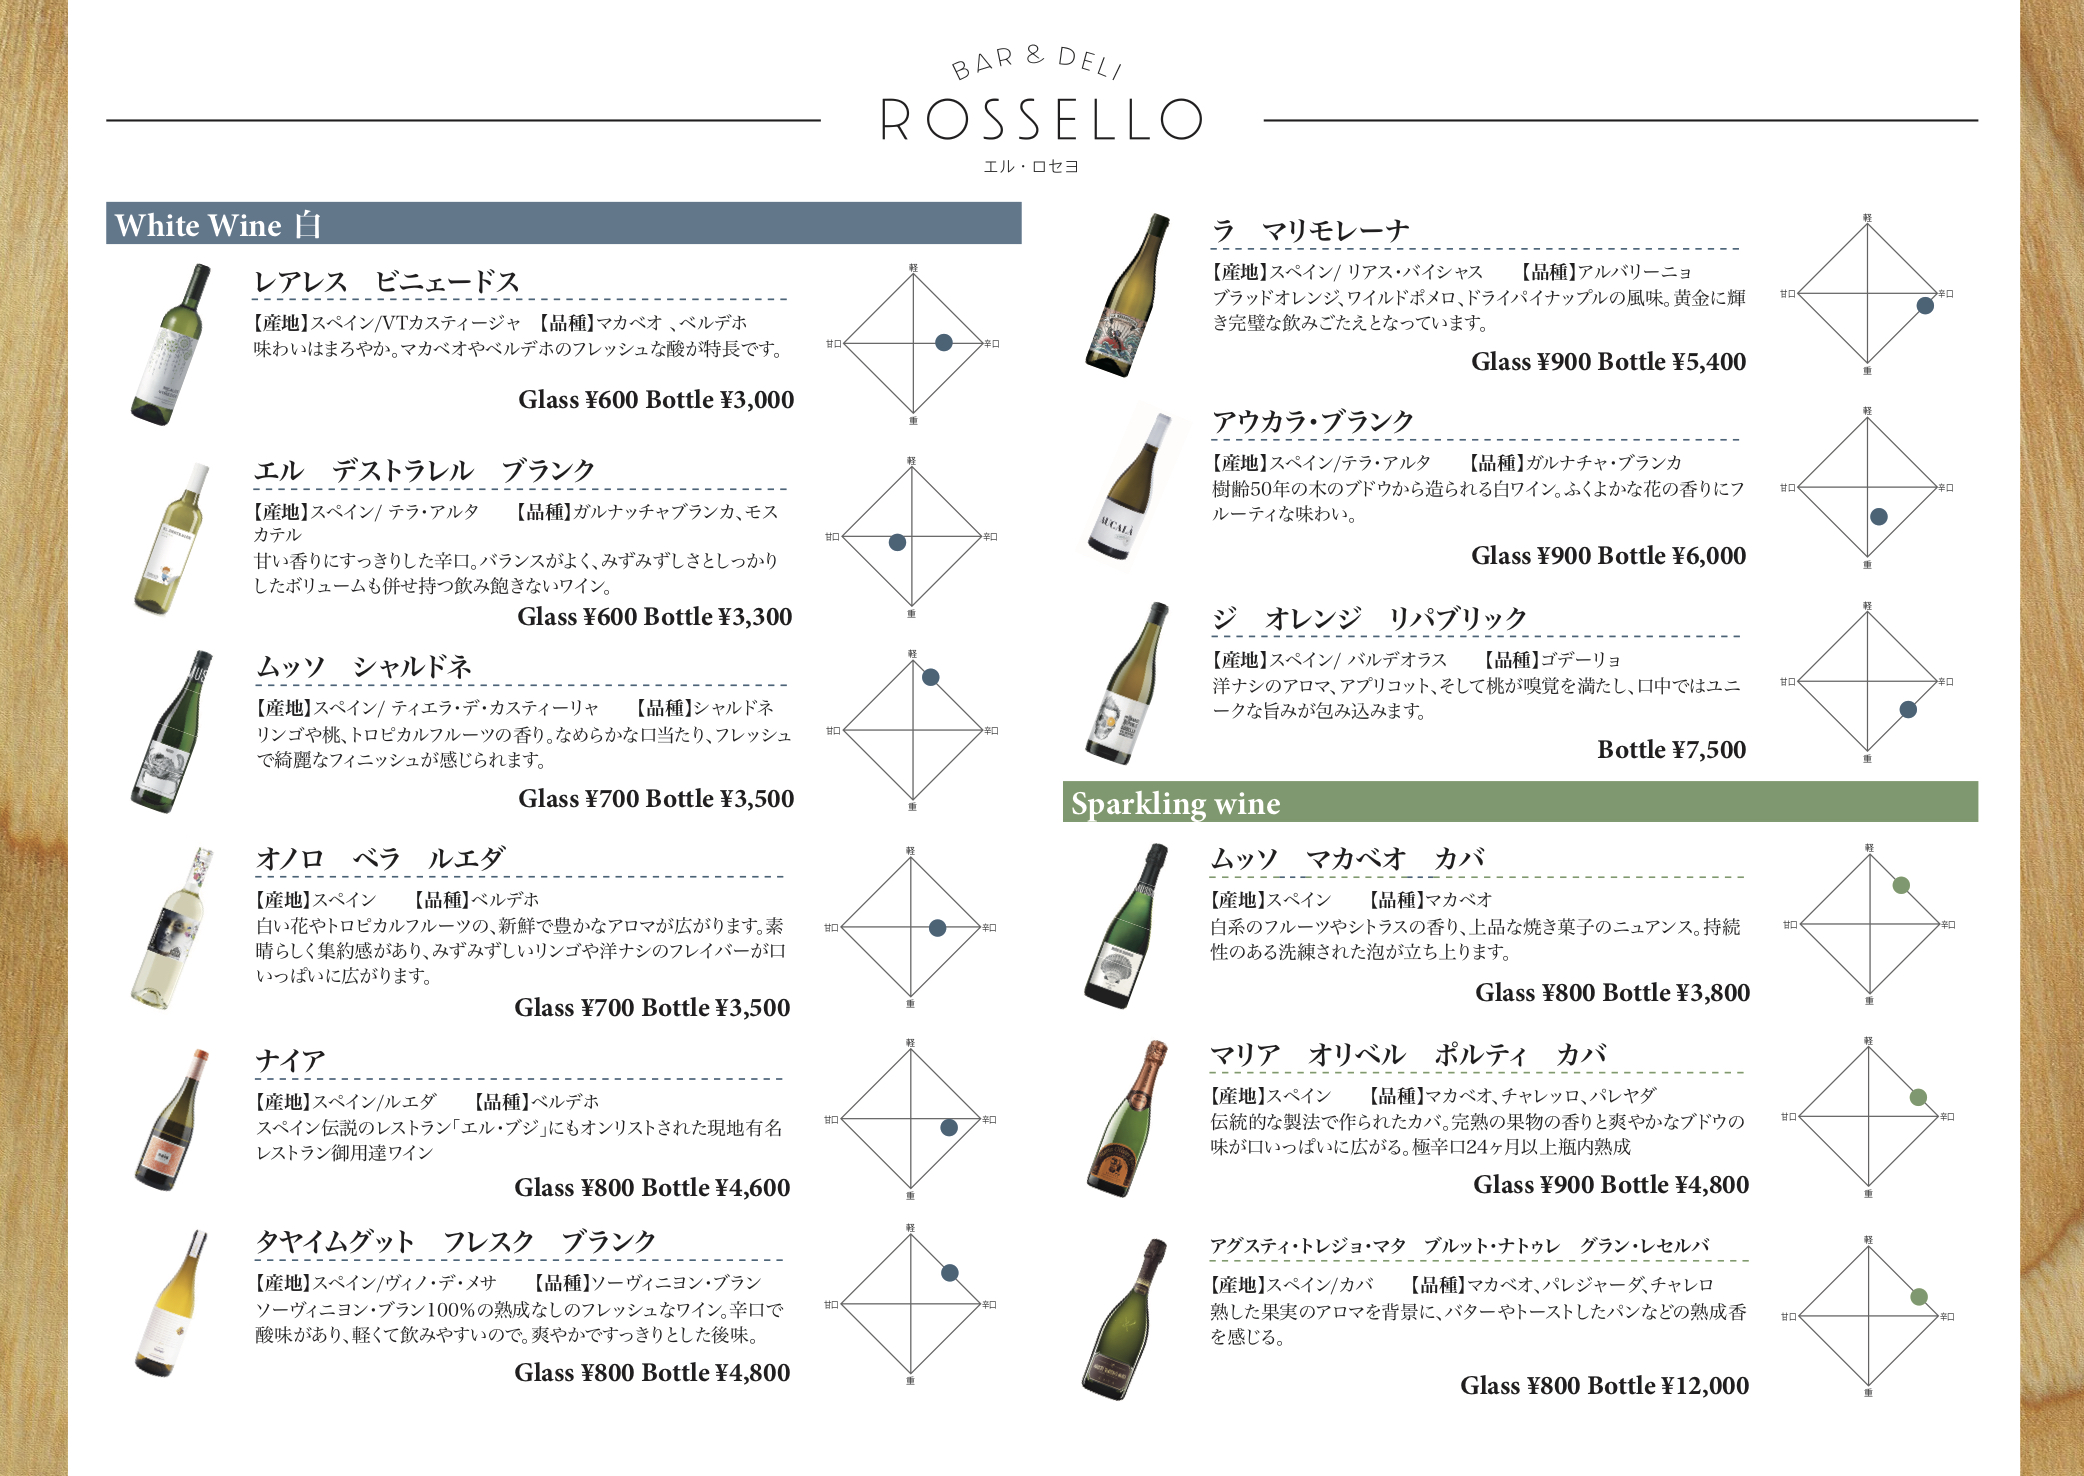 BAR & DELI
ROSSELLO
エル・ロセヨ
White Wine 白
レアレス　ビニェードス
【産地】スペイン/VTカスティージャ　【品種】マカベオ 、ベルデホ
味わいはまろやか。マカベオやベルデホのフレッシュな酸が特長です。
Glass ¥600 Bottle ¥3,000
軽
甘口
辛口
重
エル　デストラレル　ブランク
【産地】スペイン/ テラ・アルタ　　【品種】ガルナッチャブランカ、モス
カテル
甘い香りにすっきりした辛口。バランスがよく、みずみずしさとしっかり
したボリュームも併せ持つ飲み飽きないワイン。
Glass ¥600 Bottle ¥3,300
軽
甘口
辛口
重
ムッソ　シャルドネ
【産地】スペイン/ ティエラ・デ・カスティーリャ　　【品種】シャルドネ
リンゴや桃、トロピカルフルーツの香り。なめらかな口当たり、フレッシュ
で綺麗なフィニッシュが感じられます。
Glass ¥700 Bottle ¥3,500
軽
甘口
辛口
重
オノロ　ベラ　ルエダ
【産地】スペイン　　【品種】ベルデホ
白い花やトロピカルフルーツの、新鮮で豊かなアロマが広がります。素
晴らしく集約感があり、みずみずしいリンゴや洋ナシのフレイバーが口
いっぱいに広がります。
Glass ¥700 Bottle ¥3,500
軽
甘口
辛口
重
ナイア
【産地】スペイン/ルエダ　　【品種】ベルデホ
スペイン伝説のレストラン「エル・ブジ」にもオンリストされた現地有名
レストラン御用達ワイン
Glass ¥800 Bottle ¥4,600
軽
甘口
辛口
重
タヤイムグット　フレスク　ブランク
【産地】スペイン/ヴィノ・デ・メサ　　【品種】ソーヴィニヨン・ブラン
ソーヴィニヨン・ブラン100％の熟成なしのフレッシュなワイン。辛口で
酸味があり、軽くて飲みやすいので。爽やかですっきりとした後味。
Glass ¥800 Bottle ¥4,800
軽
甘口
辛口
重
ラ　マリモレーナ
【産地】スペイン/ リアス・バイシャス　　【品種】アルバリーニョ
ブラッドオレンジ、ワイルドポメロ、ドライパイナップルの風味。黄金に輝
き完璧な飲みごたえとなっています。
Glass ¥900 Bottle ¥5,400
軽
甘口
辛口
重
アウカラ・ブランク
【産地】スペイン/テラ・アルタ　　【品種】ガルナチャ・ブランカ
樹齢50年の木のブドウから造られる白ワイン。ふくよかな花の香りにフ
ルーティな味わい。
Glass ¥900 Bottle ¥6,000
AUCALÀ
軽
甘口
辛口
重
ジ　オレンジ　リパブリック
【産地】スペイン/ バルデオラス　　【品種】ゴデーリョ
洋ナシのアロマ、アプリコット、そして桃が嗅覚を満たし、口中ではユニ
ークな旨みが包み込みます。
Bottle ¥7,500
軽
甘口
辛口
重
Sparkling wine
ムッソ　マカベオ　カバ
【産地】スペイン　　【品種】マカベオ
白系のフルーツやシトラスの香り、上品な焼き菓子のニュアンス。持続
性のある洗練された泡が立ち上ります。
Glass ¥800 Bottle ¥3,800
軽
甘口
辛口
重
マリア　オリベル　ポルティ　カバ
【産地】スペイン　　【品種】マカベオ、チャレッロ、パレヤダ
伝統的な製法で作られたカバ。完熟の果物の香りと爽やかなブドウの
味が口いっぱいに広がる。極辛口24ヶ月以上瓶内熟成
Glass ¥900 Bottle ¥4,800
軽
甘口
辛口
重
アグスティ・トレジョ・マタ　ブルット・ナトゥレ　グラン・レセルバ
【産地】スペイン/カバ　　【品種】マカベオ、パレジャーダ、チャレロ
熟した果実のアロマを背景に、バターやトーストしたパンなどの熟成香
を感じる。
Glass ¥800 Bottle ¥12,000
軽
甘口
辛口
重